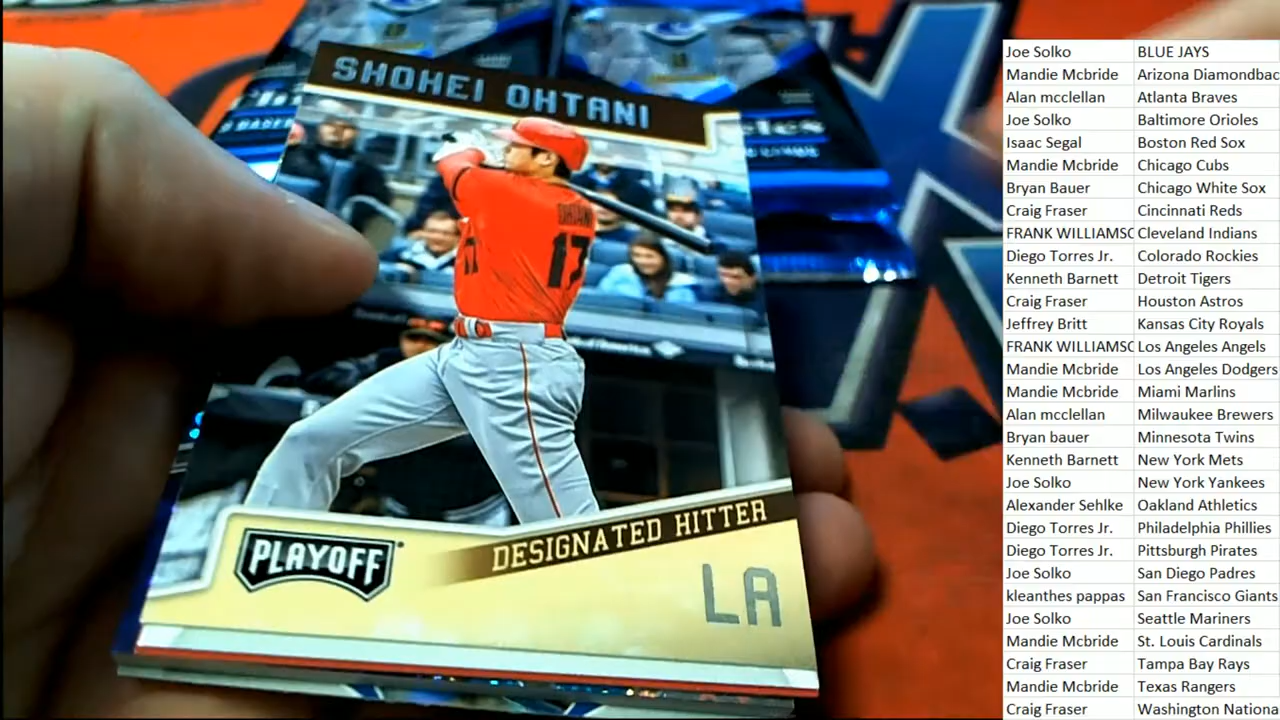 SHOHEI OHTANI
OHTANI
17
PLAYOFF
DESIGNATED HITTER
LA
Joe Solko BLUE JAYS
Mandie Mcbride Arizona Diamondbac
Alan mcclellan Atlanta Braves
Joe Solko Baltimore Orioles
Isaac Segal Boston Red Sox
Mandie Mcbride Chicago Cubs
Bryan Bauer Chicago White Sox
Craig Fraser Cincinnati Reds
FRANK WILLIAMSC Cleveland Indians
Diego Torres Jr. Colorado Rockies
Kenneth Barnett Detroit Tigers
Craig Fraser Houston Astros
Jeffrey Britt Kansas City Royals
FRANK WILLIAMSC Los Angeles Angels
Mandie Mcbride Los Angeles Dodgers
Mandie Mcbride Miami Marlins
Alan mcclellan Milwaukee Brewers
Bryan bauer Minnesota Twins
Kenneth Barnett New York Mets
Joe Solko New York Yankees
Alexander Sehlke Oakland Athletics
Diego Torres Jr. Philadelphia Phillies
Diego Torres Jr. Pittsburgh Pirates
Joe Solko San Diego Padres
kleanthes pappas San Francisco Giants
Joe Solko Seattle Mariners
Mandie Mcbride St. Louis Cardinals
Craig Fraser Tampa Bay Rays
Mandie Mcbride Texas Rangers
Craig Fraser Washington Nationa